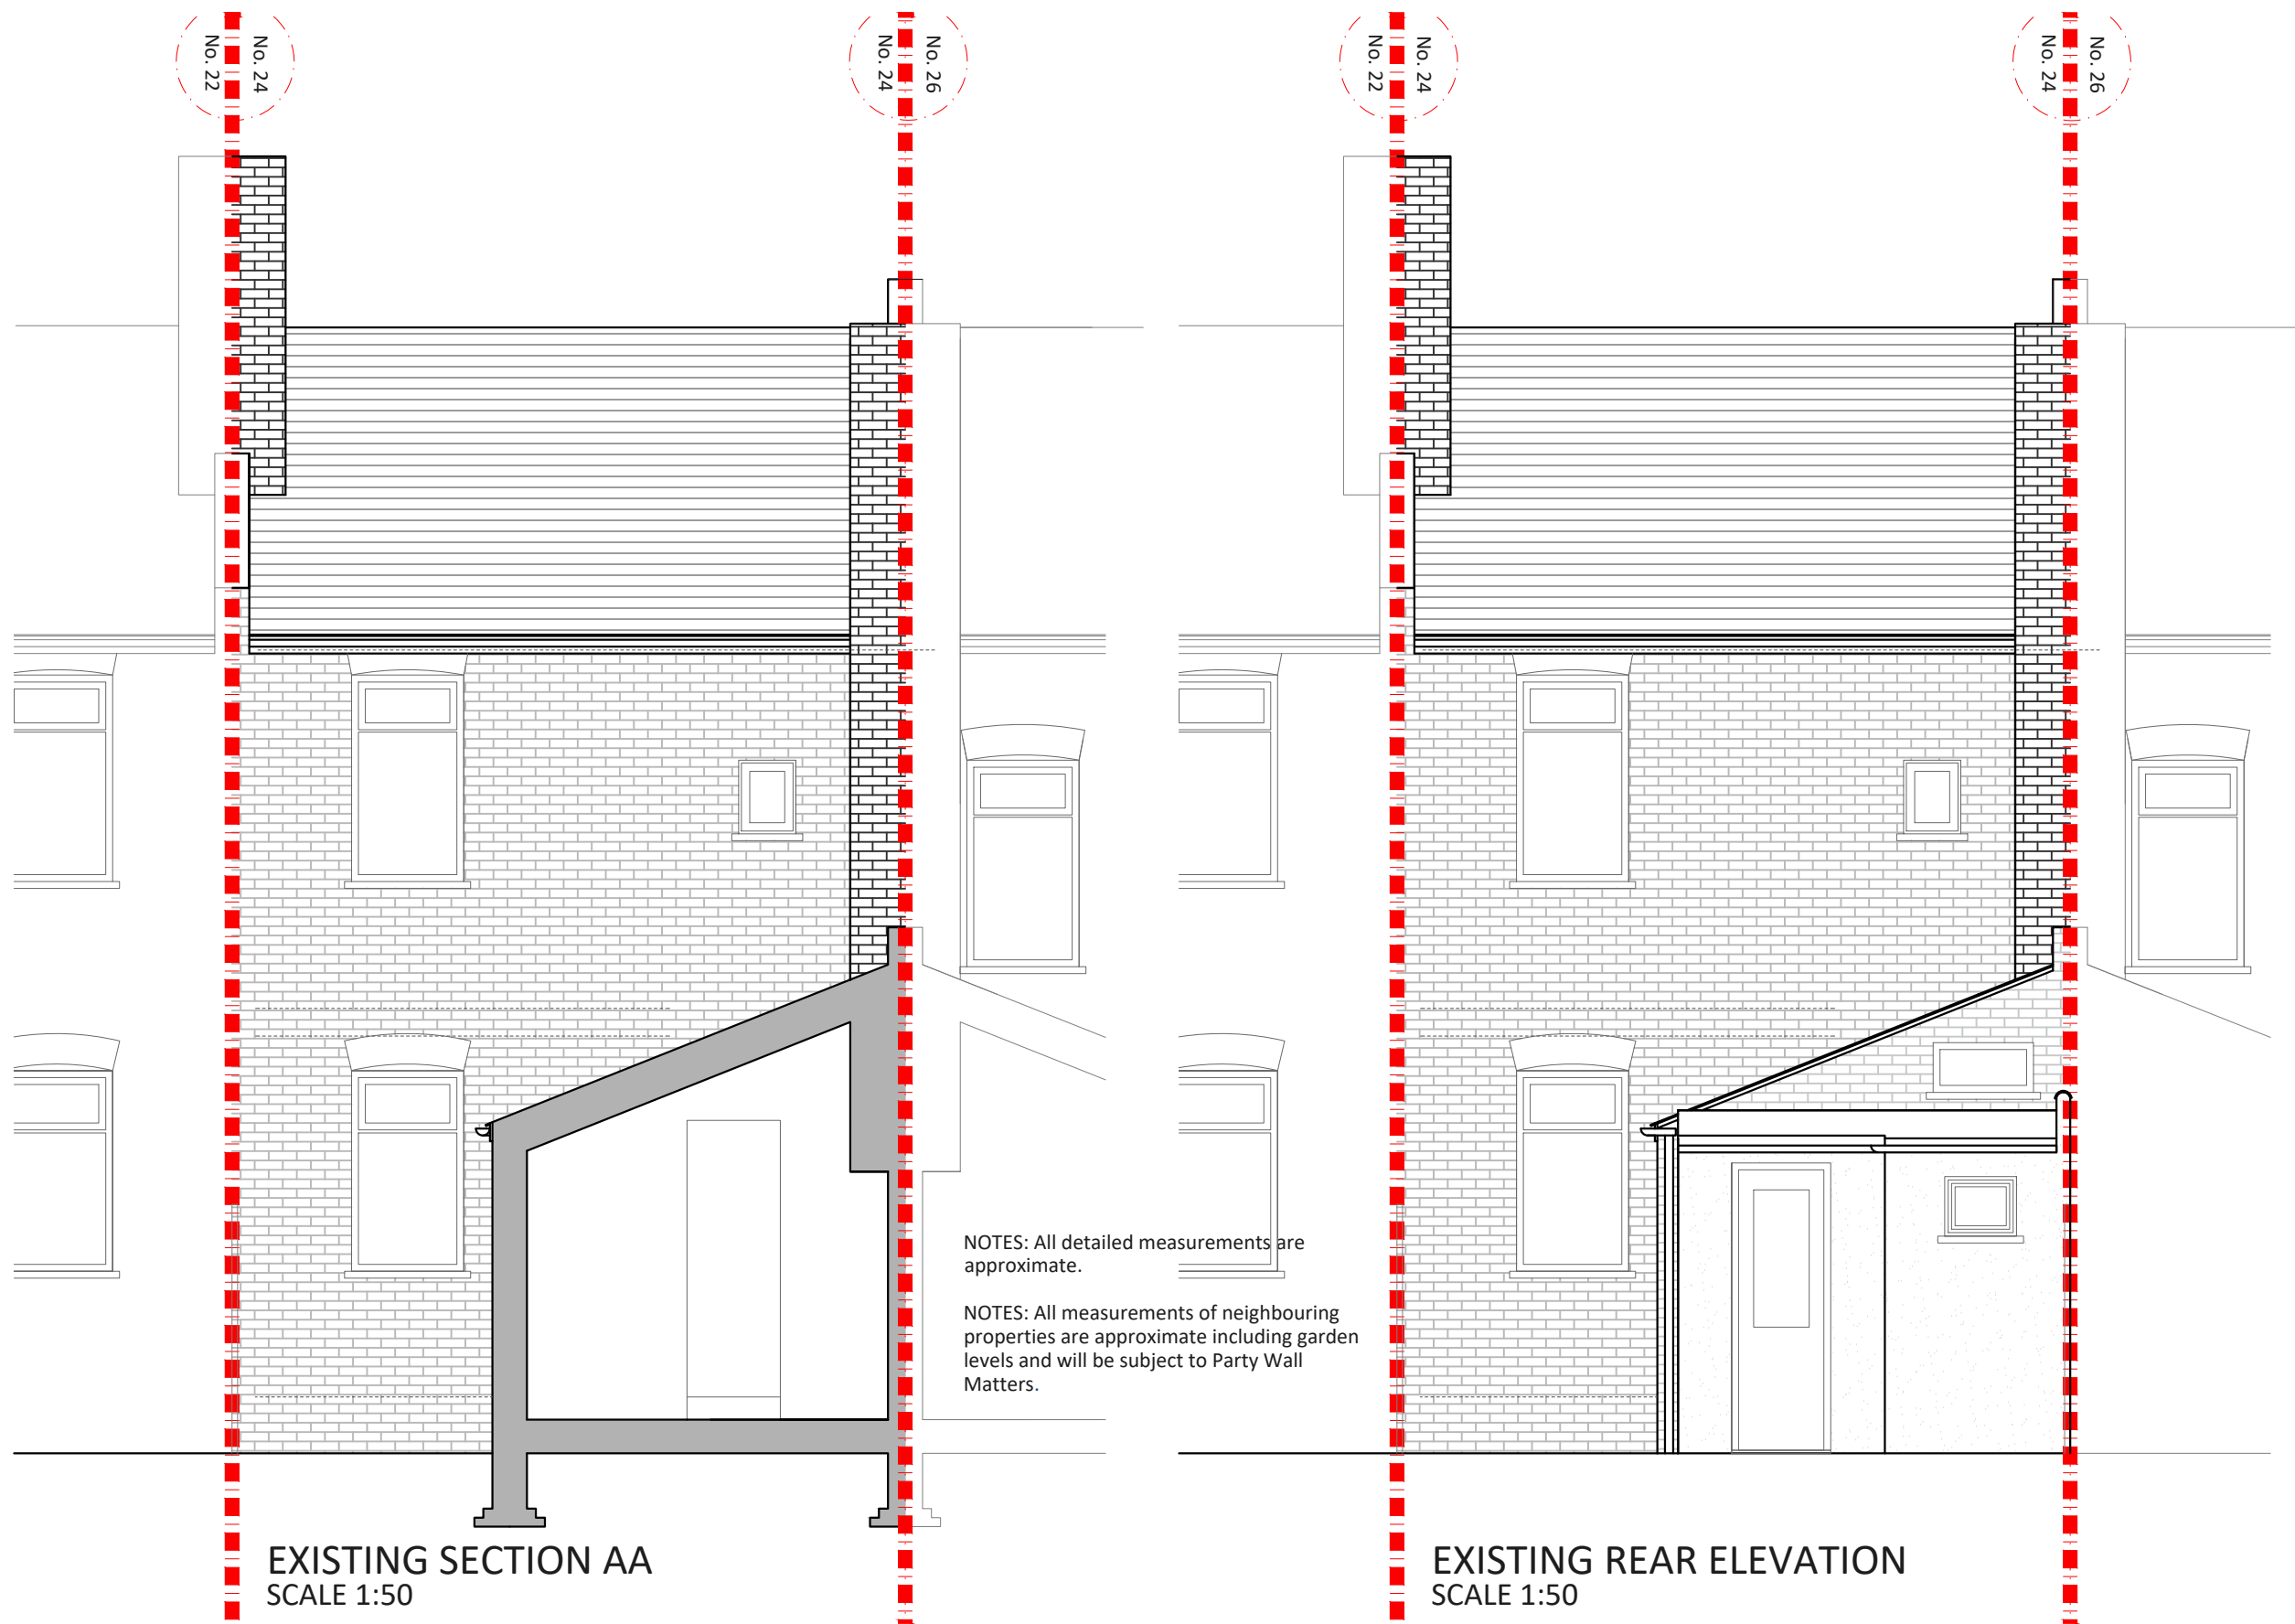 No. 24
No. 22
No. 26
No. 24
No. 24
No. 22
No. 26
No. 24
NOTES: All detailed measurements are
approximate.
NOTES: All measurements of neighbouring
properties are approximate including garden
levels and will be subject to Party Wall
Matters.
EXISTING SECTION AA
SCALE 1:50
EXISTING REAR ELEVATION
SCALE 1:50